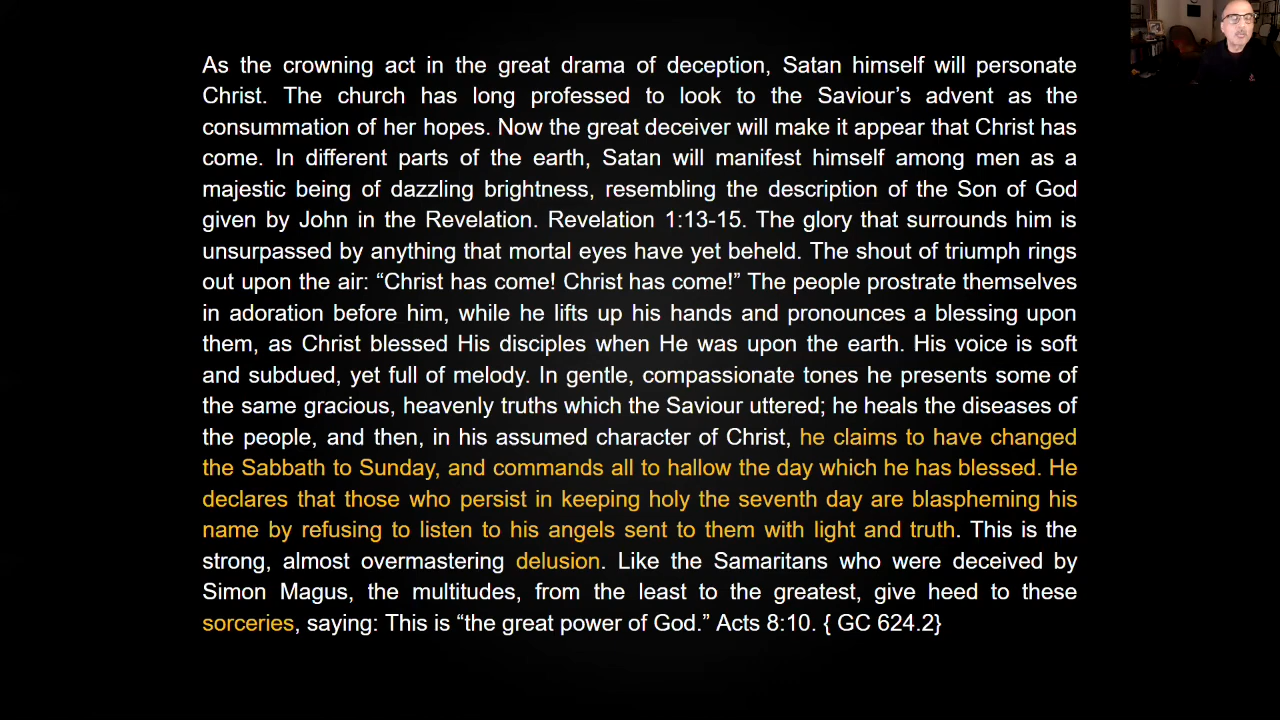 As the crowning act in the great drama of deception, Satan himself will personate
Christ. The church has long professed to look to the Saviour’s advent as the
consummation of her hopes. Now the great deceiver will make it appear that Christ has
come. In different parts of the earth, Satan will manifest himself among men as a
majestic being of dazzling brightness, resembling the description of the Son of God
given by John in the Revelation. Revelation 1:13-15. The glory that surrounds him is
unsurpassed by anything that mortal eyes have yet beheld. The shout of triumph rings
out upon the air: “Christ has come! Christ has come!” The people prostrate themselves
in adoration before him, while he lifts up his hands and pronounces a blessing upon
them, as Christ blessed His disciples when He was upon the earth. His voice is soft
and subdued, yet full of melody. In gentle, compassionate tones he presents some of
the same gracious, heavenly truths which the Saviour uttered; he heals the diseases of
the people, and then, in his assumed character of Christ, he claims to have changed
the Sabbath to Sunday, and commands all to hallow the day which he has blessed. He
declares that those who persist in keeping holy the seventh day are blaspheming his
name by refusing to listen to his angels sent to them with light and truth. This is the
strong, almost overmastering delusion. Like the Samaritans who were deceived by
Simon Magus, the multitudes, from the least to the greatest, give heed to these
sorceries, saying: This is “the great power of God.” Acts 8:10. { GC 624.2}